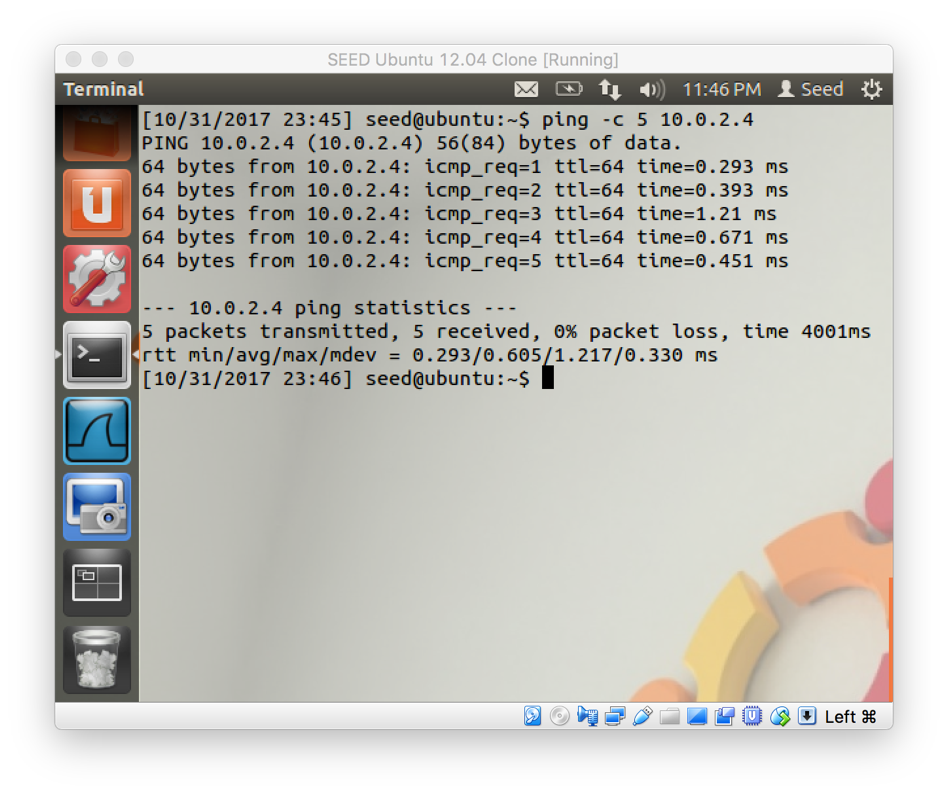 SEED Ubuntu 12.04 Clone [Running]
Terminal 11:46 PM Seed
[10/31/2017 23:45] seed@ubuntu:~$ ping -c 5 10.0.2.4
PING 10.0.2.4 (10.0.2.4) 56(84) bytes of data.
64 bytes from 10.0.2.4: icmp_req=1 ttl=64 time=0.293 ms
64 bytes from 10.0.2.4: icmp_req=2 ttl=64 time=0.393 ms
64 bytes from 10.0.2.4: icmp_req=3 ttl=64 time=1.21 ms
64 bytes from 10.0.2.4: icmp_req=4 ttl=64 time=0.671 ms
64 bytes from 10.0.2.4: icmp_req=5 ttl=64 time=0.451 ms
--- 10.0.2.4 ping statistics ---
5 packets transmitted, 5 received, 0% packet loss, time 4001ms
rtt min/avg/max/mdev = 0.293/0.605/1.217/0.330 ms
[10/31/2017 23:46] seed@ubuntu:~$
Left ⌘